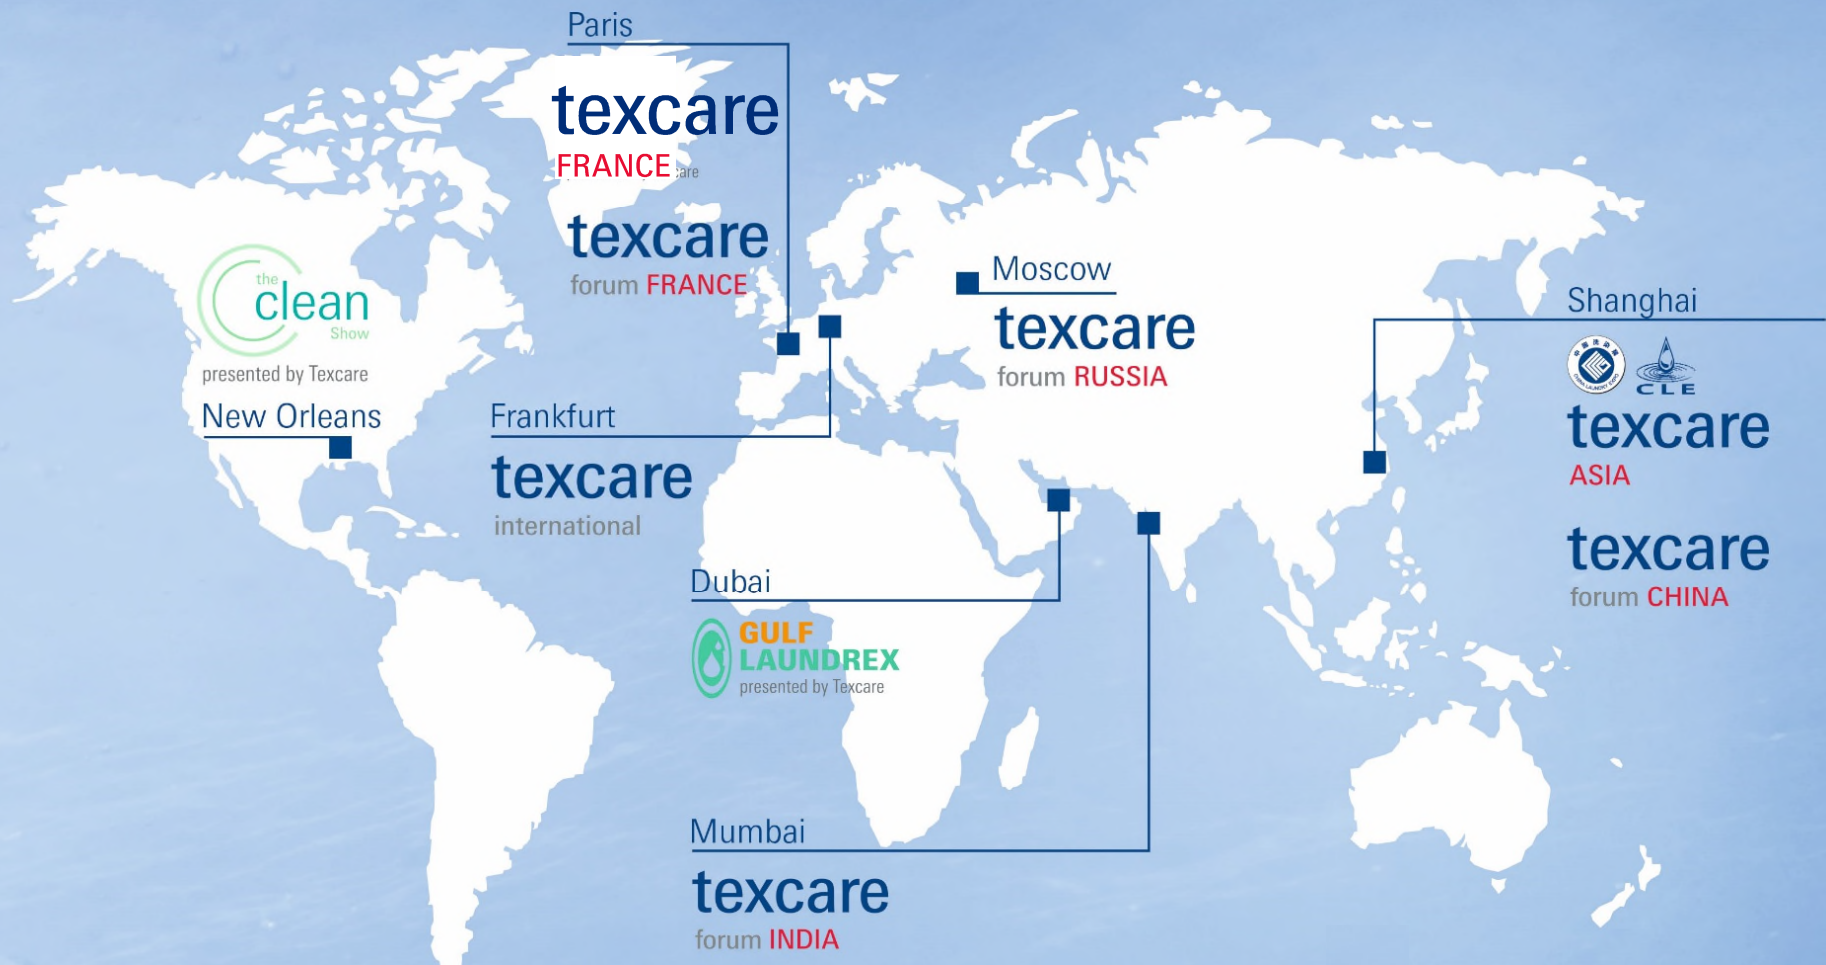 Paris
texcare
FRANCE
care
texcare
forum FRANCE
the
clean
Show
presented by Texcare
New Orleans
Frankfurt
texcare
international
Moscow
texcare
forum RUSSIA
Shanghai
CLE
texcare
ASIA
texcare
forum CHINA
Dubai
GULF
LAUNDREX
presented by Texcare
Mumbai
texcare
forum INDIA